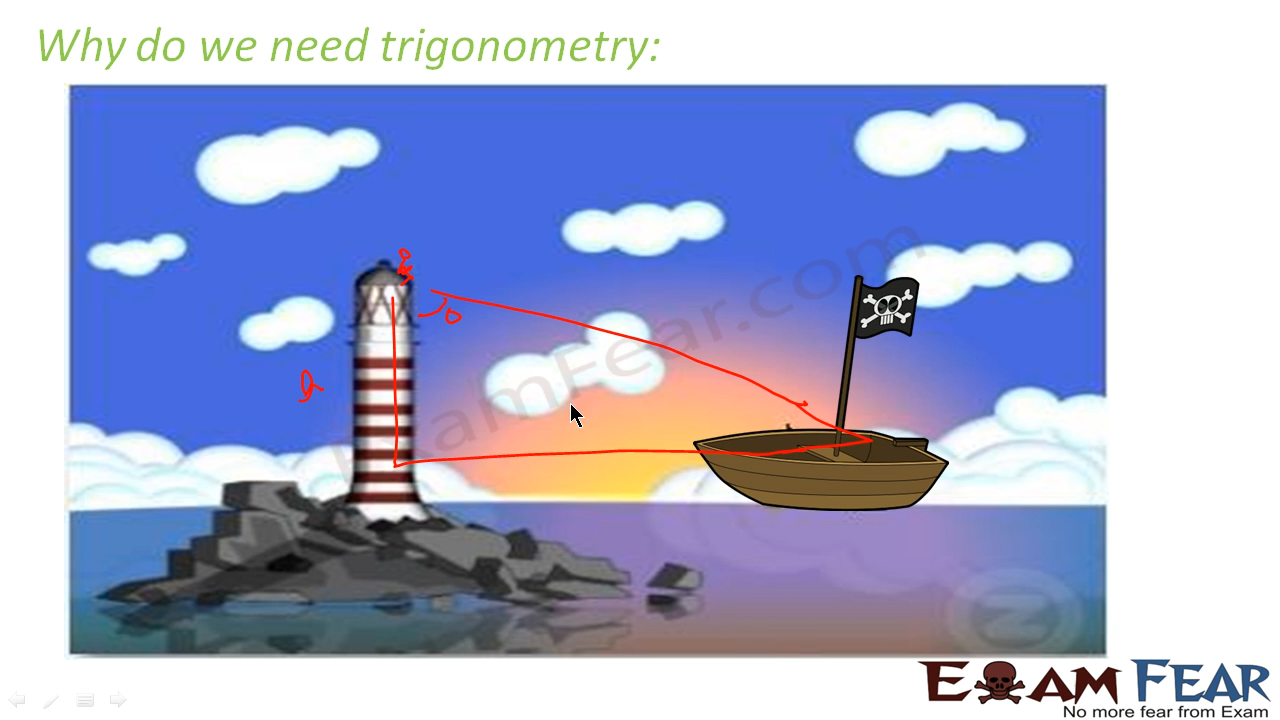 Why do we need trigonometry:
ExamFear.com
h
θ
EXAM FEAR
No more fear from Exam